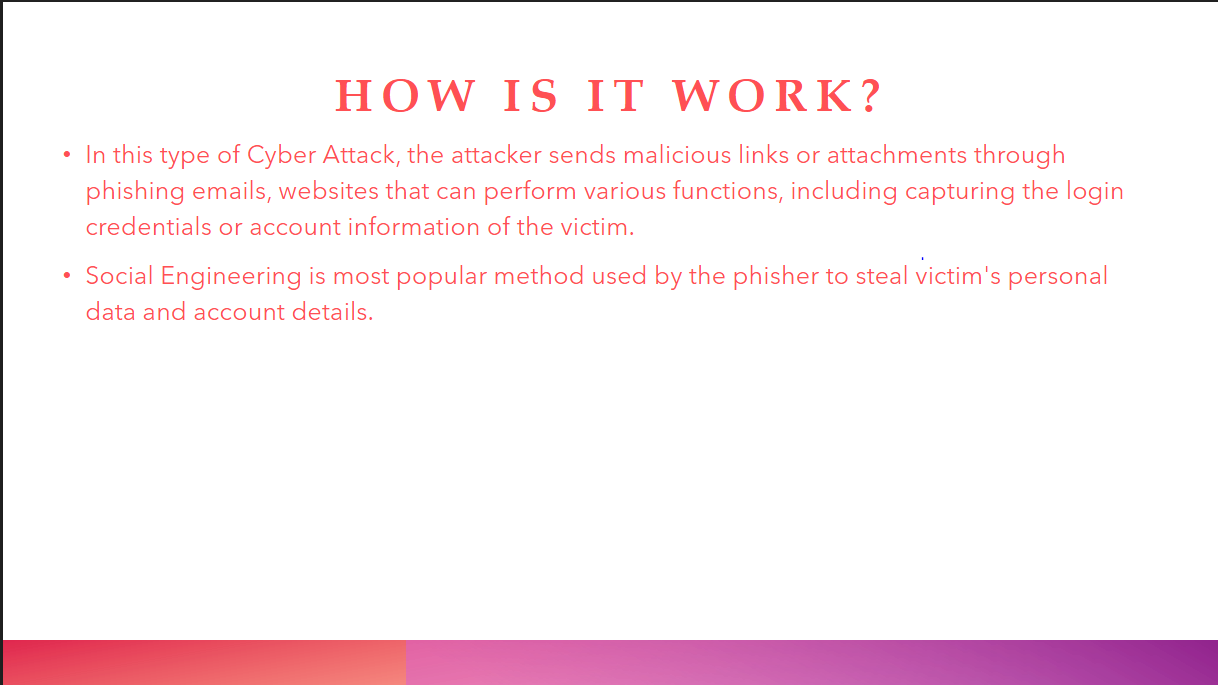 HOW IS IT WORK?
• In this type of Cyber Attack, the attacker sends malicious links or attachments through
phishing emails, websites that can perform various functions, including capturing the login
credentials or account information of the victim.
• Social Engineering is most popular method used by the phisher to steal victim's personal
data and account details.